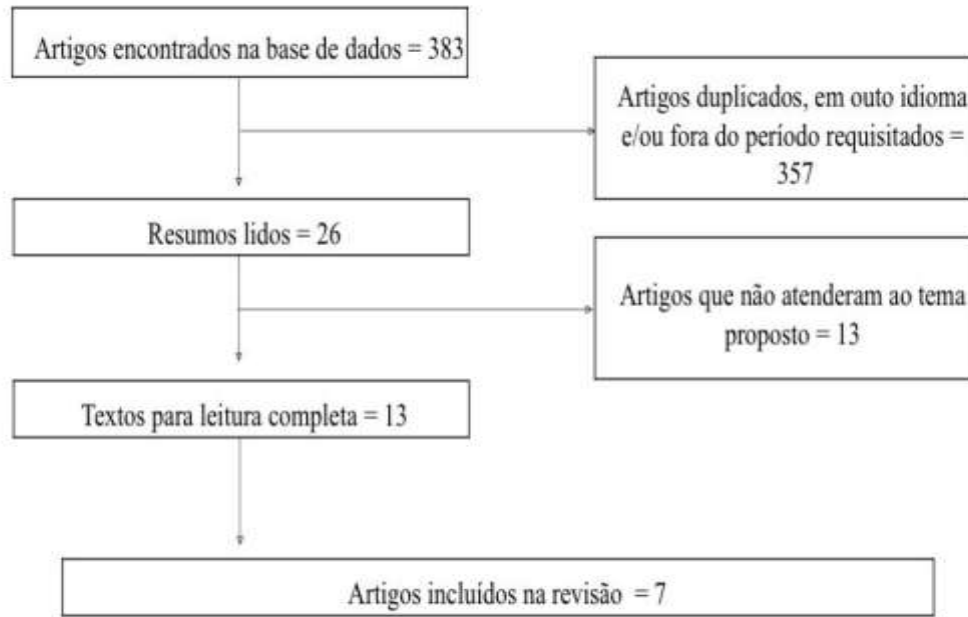 Artigos encontrados na base de dados = 383
Artigos duplicados, em outo idioma
e/ou fora do período requisitados =
357
Resumos lidos = 26
Artigos que não atenderam ao tema
proposto = 13
Textos para leitura completa = 13
Artigos incluídos na revisão = 7